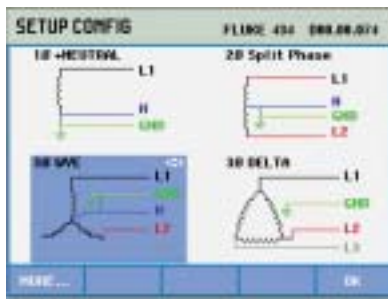 SETUP CONFIG
FLUKE 434
1Ø +NEUTRAL
2Ø Split Phase
L1
N
GND
L1
N
GND
L2
3Ø WYE
3Ø DELTA
L1
GND
N
L2
L1
GND
L2
L3
MORE...
OK